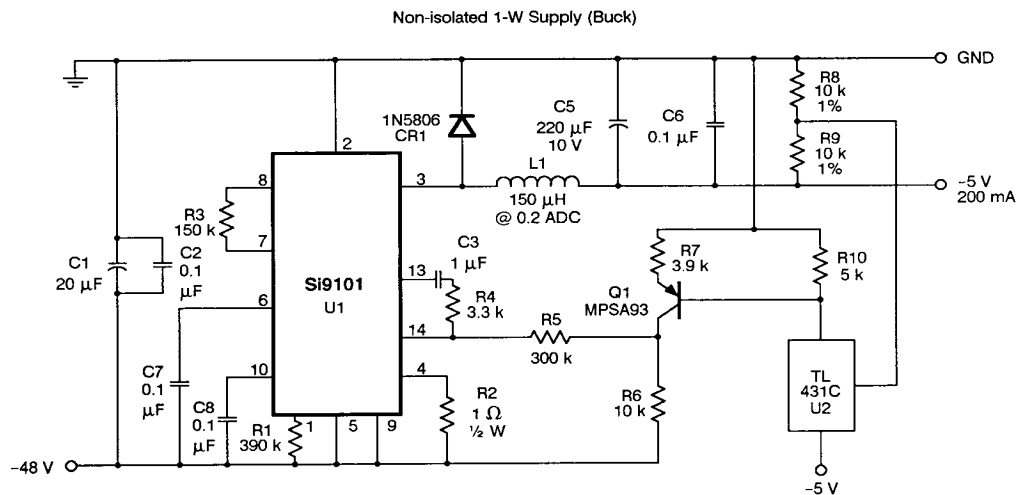 Non-isolated 1-W Supply (Buck)
GND
R8
10 k
1%
1N5806
CR1
C5
220 µF
10 V
C6
0.1 µF
R9
10 k
1%
2
L1
8
3
150 µH
@ 0.2 ADC
–5 V
200 mA
R3
150 k
7
C1
20 µF
C2
0.1
µF
Si9101
U1
13
C3
1 µF
R4
3.3 k
R7
3.9 k
R10
5 k
Q1
MPSA93
6
14
R5
300 k
C7
0.1
µF
10
4
TL
431C
U2
C8
0.1
µF
R1
390 k
1
5
9
R2
1 Ω
½ W
R6
10 k
–48 V
–5 V